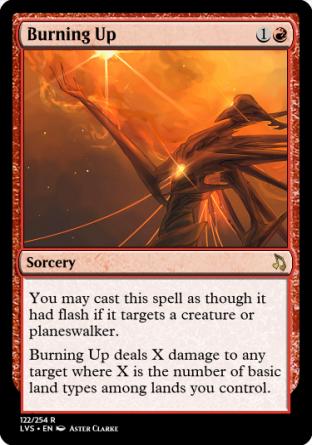 Burning Up
1
Sorcery
You may cast this spell as though it
had flash if it targets a creature or
planeswalker.
Burning Up deals X damage to any
target where X is the number of basic
land types among lands you control.
122/254 R
LVS • EN ASTER CLARKE